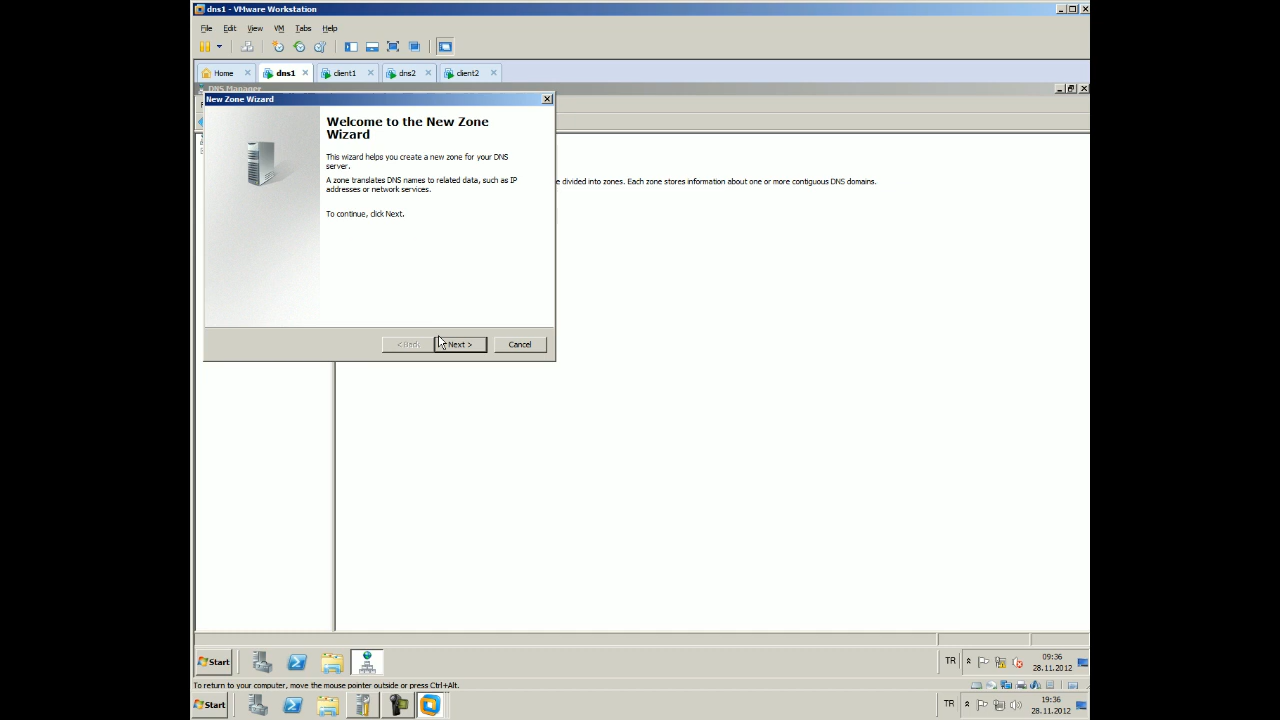 dns1 - VMware Workstation
File Edit View VM Tabs Help
Home dns1 client1 dns2 client2
DNS Manager
New Zone Wizard
Welcome to the New Zone
Wizard
This wizard helps you create a new zone for your DNS
server.
A zone translates DNS names to related data, such as IP
addresses or network services.
To continue, click Next.
< Back Next > Cancel
e divided into zones. Each zone stores information about one or more contiguous DNS domains.
Start TR 09:36
28.11.2012
To return to your computer, move the mouse pointer outside or press Ctrl+Alt.
Start TR 19:36
28.11.2012